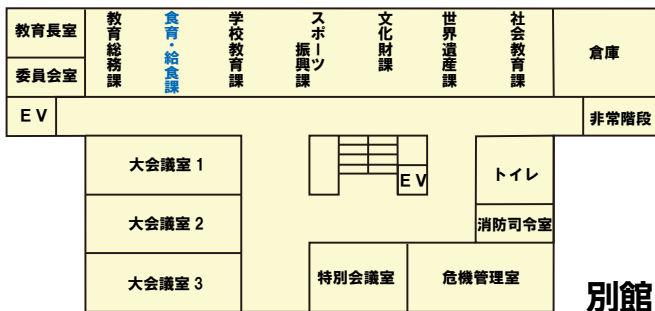 教育長室
委員会室
教育総務課
食育・給食課
学校教育課
スポーツ
振興課
文化財課
世界遺産課
社会教育課
倉庫
EV
非常階段
大会議室1
大会議室2
大会議室3
EV
トイレ
消防司令室
特別会議室
危機管理室
別館